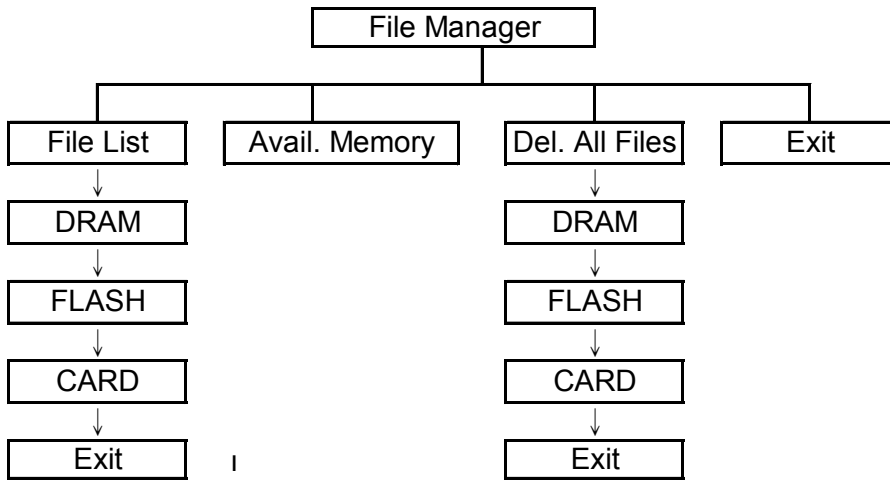 File Manager
File List
Avail. Memory
Del. All Files
Exit
DRAM
DRAM
FLASH
FLASH
CARD
CARD
Exit
Exit